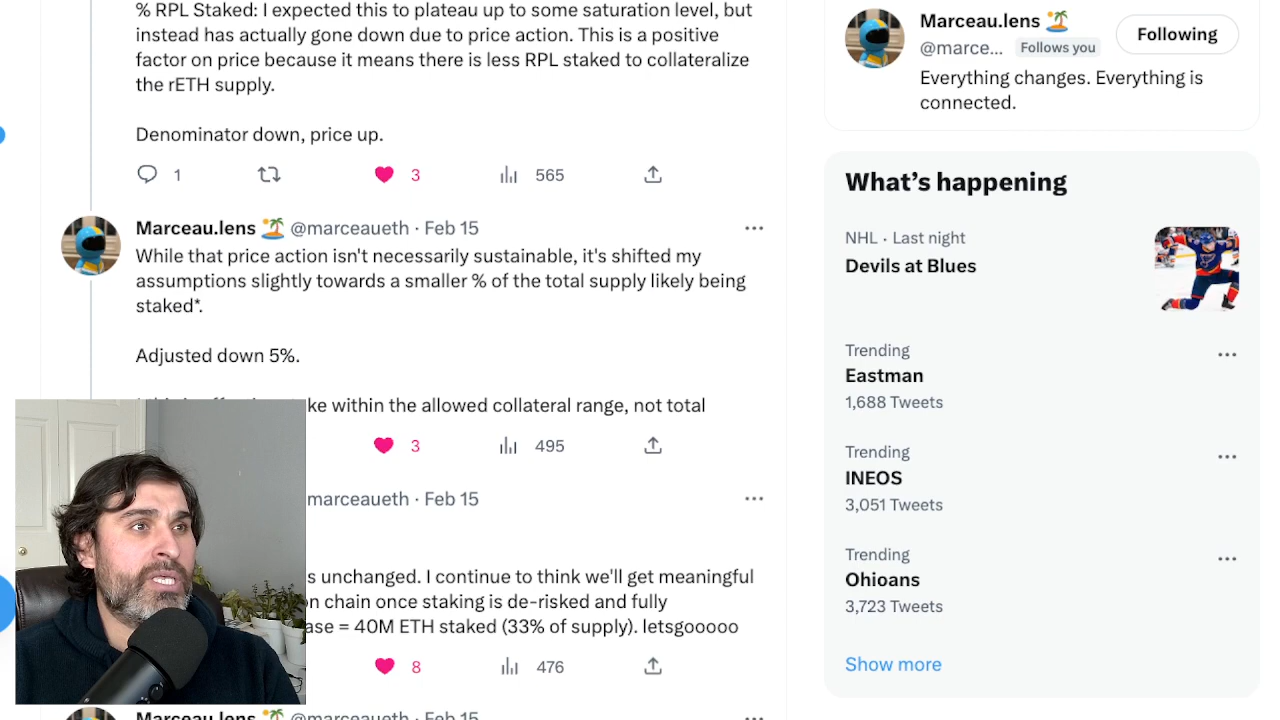 % RPL Staked: I expected this to plateau up to some saturation level, but
instead has actually gone down due to price action. This is a positive
factor on price because it means there is less RPL staked to collateralize
the rETH supply.
Denominator down, price up.
1
3
565
Marceau.lens 🏝️ @marceaueth · Feb 15
While that price action isn't necessarily sustainable, it's shifted my
assumptions slightly towards a smaller % of the total supply likely being
staked*.
Adjusted down 5%.
within the allowed collateral range, not total
3
495
marceaueth · Feb 15
unchanged. I continue to think we'll get meaningful
chain once staking is de-risked and fully
= 40M ETH staked (33% of supply). letsgooooo
8
476
Marceau.lens 🏝️ @marceaueth · Feb 15
Marceau.lens 🏝️
@marce... Follows you
Following
Everything changes. Everything is
connected.
What's happening
NHL · Last night
Devils at Blues
Trending
Eastman
1,688 Tweets
Trending
INEOS
3,051 Tweets
Trending
Ohioans
3,723 Tweets
Show more